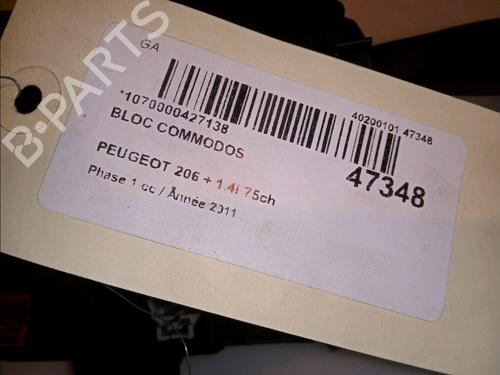 GA
*1070000427138
40200101 47348
BLOC COMMODOS
47348
PEUGEOT 206 + 1.4i 75ch
Phase 1 cc / Année 2011
B-PARTS